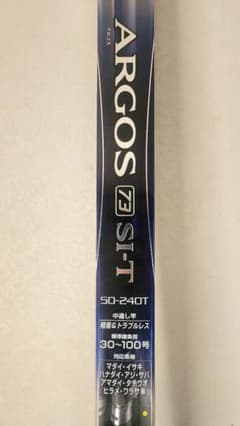 ARGOS 73 SI-T
アルゴス
50-240T
中通し竿
軽量&トラブルレス
標準錘負荷
30〜100号
対応魚種
マダイ・イサキ
ハナダイ・アジ・サバ
アマダイ・タチウオ
ヒラメ・ワラサ等